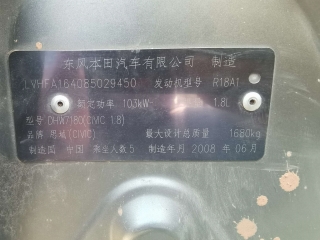 东风本田汽车有限公司 制造
LVHFA164085029450 发动机型号 R18A1
额定功率 103kW 1.8L
型号 DHW7180(CIVIC 1.8)
品牌 思域(CIVIC) 最大设计总质量 1660kg
制造国 中国 乘坐人数 5 制造年月 2008 年 06 月